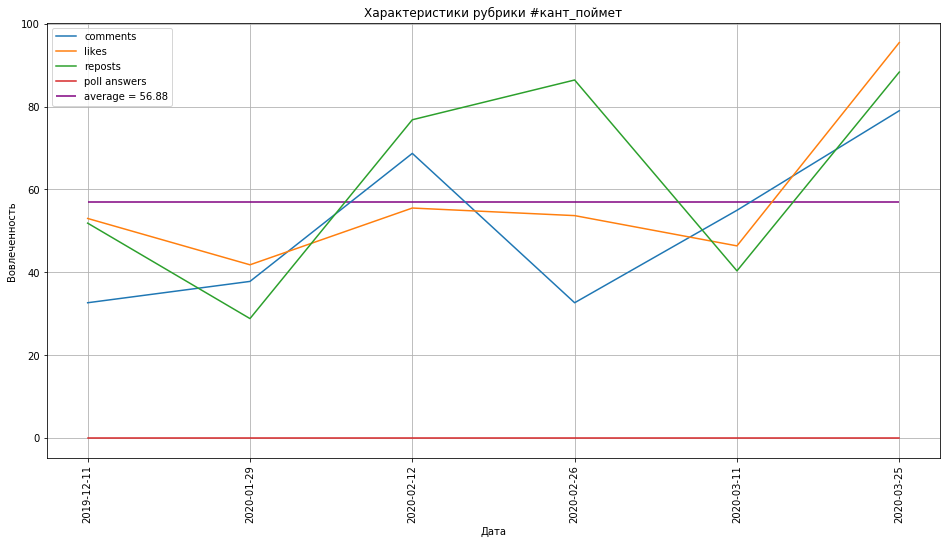 Характеристики рубрики #кант_поймет
comments
likes
reposts
poll answers
average = 56.88
Вовлеченность
100
80
60
40
20
0
2019-12-11
2020-01-29
2020-02-12
2020-02-26
2020-03-11
2020-03-25
Дата